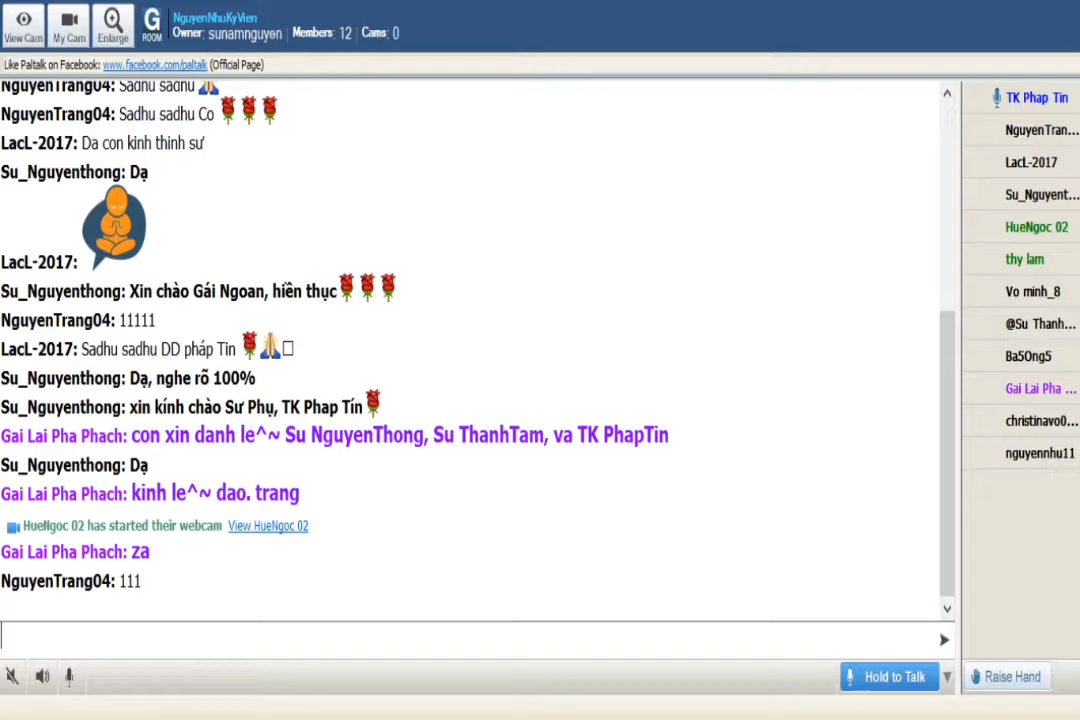 View Cam
My Cam
Enlarge
G
ROOM
NguyenNhuKyVien
Owner: sunamnguyen Members: 12 Cams: 0
Like Paltalk on Facebook: www.facebook.com/paltalk (Official Page)
NguyenTrang04: Sadhu sadhu
NguyenTrang04: Sadhu sadhu Co
LacL-2017: Da con kinh thinh sư
Su_Nguyenthong: Dạ
LacL-2017:
Su_Nguyenthong: Xin chào Gái Ngoan, hiền thục
NguyenTrang04: 11111
LacL-2017: Sadhu sadhu DD pháp Tin
Su_Nguyenthong: Dạ, nghe rõ 100%
Su_Nguyenthong: xin kính chào Sư Phụ, TK Phap Tín
Gai Lai Pha Phach: con xin danh le^~ Su NguyenThong, Su ThanhTam, va TK PhapTin
Su_Nguyenthong: Dạ
Gai Lai Pha Phach: kinh le^~ dao. trang
HueNgoc 02 has started their webcam View HueNgoc 02
Gai Lai Pha Phach: za
NguyenTrang04: 111
TK Phap Tin
NguyenTran...
LacL-2017
Su_Nguyent...
HueNgoc 02
thy lam
Vo minh_8
@Su Thanh...
Ba5Ong5
Gai Lai Pha ...
christinavo0...
nguyennhu11
Hold to Talk
Raise Hand